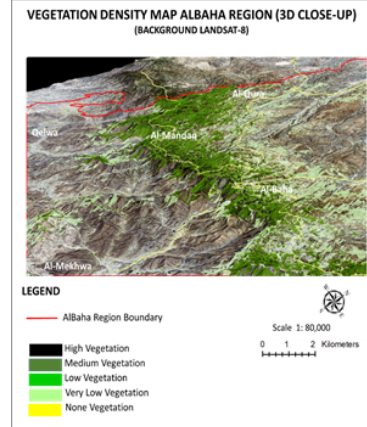 VEGETATION DENSITY MAP ALBAHA REGION (3D CLOSE-UP)
(BACKGROUND LANDSAT-8)
Al-Qura
Qelwa
Al-Mandaq
Al-Baha
Al-Mekhwa
LEGEND
AlBaha Region Boundary
Scale 1: 80,000
0 1 2 Kilometers
High Vegetation
Medium Vegetation
Low Vegetation
Very Low Vegetation
None Vegetation